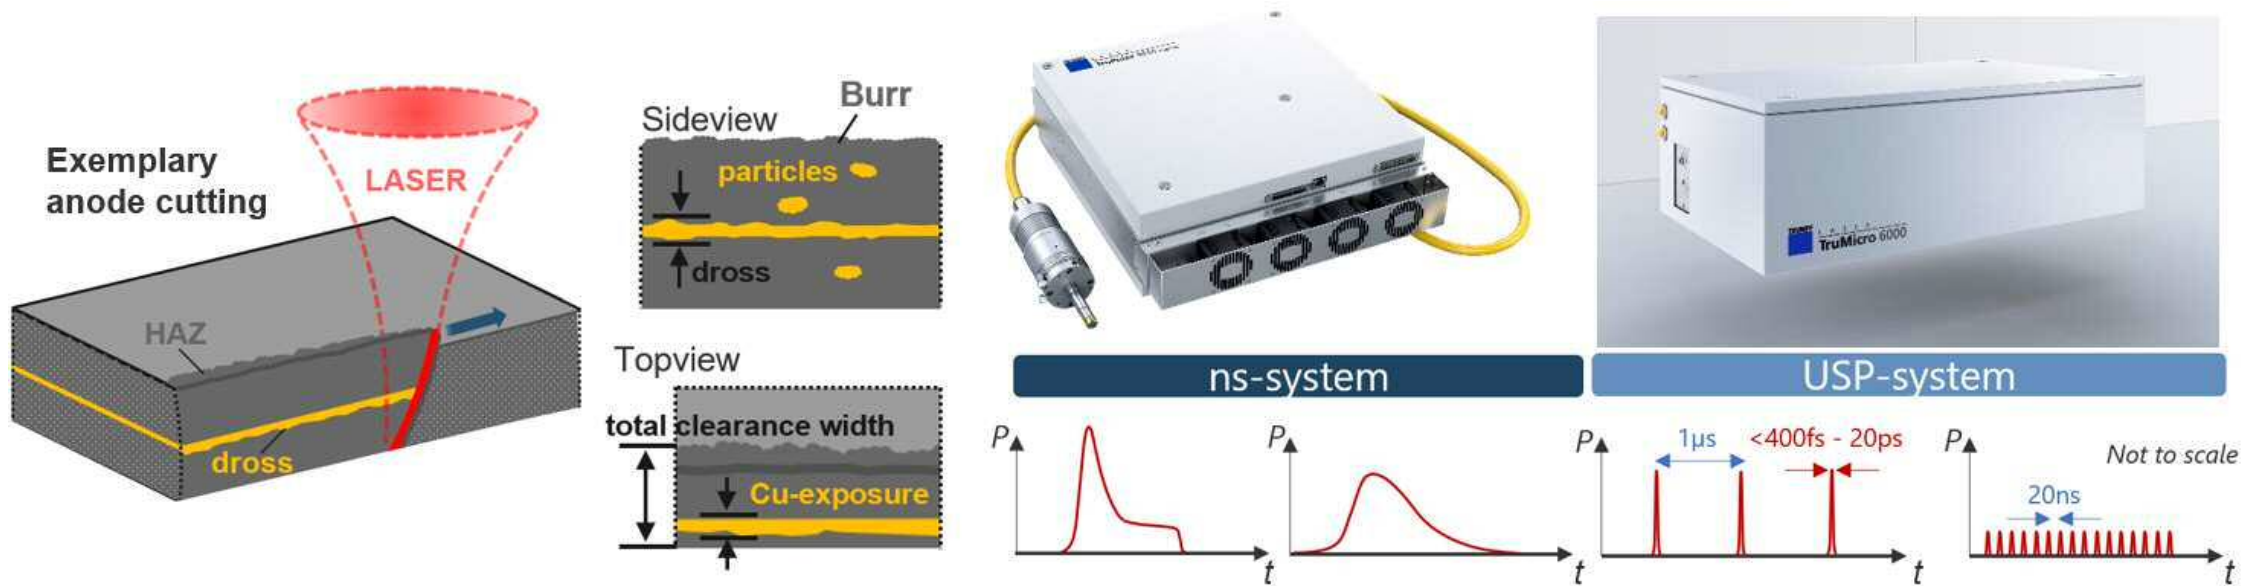 Exemplary
anode cutting
LASER
HAZ
dross
Sideview
Burr
particles
dross
Topview
total clearance width
Cu-exposure
TRUMPF
TruMicro 6000
ns-system
USP-system
P
t
P
t
P
1µs
<400fs - 20ps
t
P
Not to scale
20ns
t